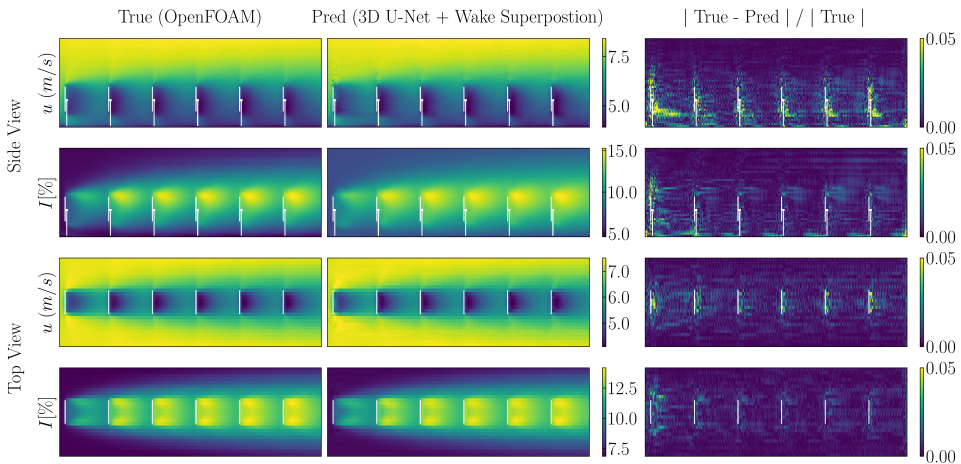 True (OpenFOAM) Pred (3D U-Net + Wake Superpostion) | True - Pred | / | True |
Side View
u (m/s)
7.5
5.0
0.05
0.00
I[%]
15.0
10.0
5.0
0.05
0.00
Top View
u (m/s)
7.0
6.0
5.0
0.05
0.00
I[%]
12.5
10.0
7.5
0.05
0.00